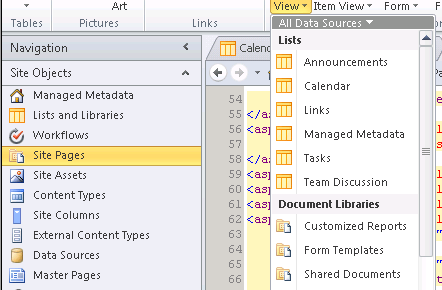 Art
View
Item View
Form
Tables
Pictures
Links
All Data Sources
Navigation
Site Objects
Managed Metadata
Lists and Libraries
Workflows
Site Pages
Site Assets
Content Types
Site Columns
External Content Types
Data Sources
Master Pages
54
55
56
57
58
59
60
61
62
63
64
65
66
</as
<asp
</as
<asp
<asp
<asp
<asp
Lists
Announcements
Calendar
Links
Managed Metadata
Tasks
Team Discussion
Document Libraries
Customized Reports
Form Templates
Shared Documents